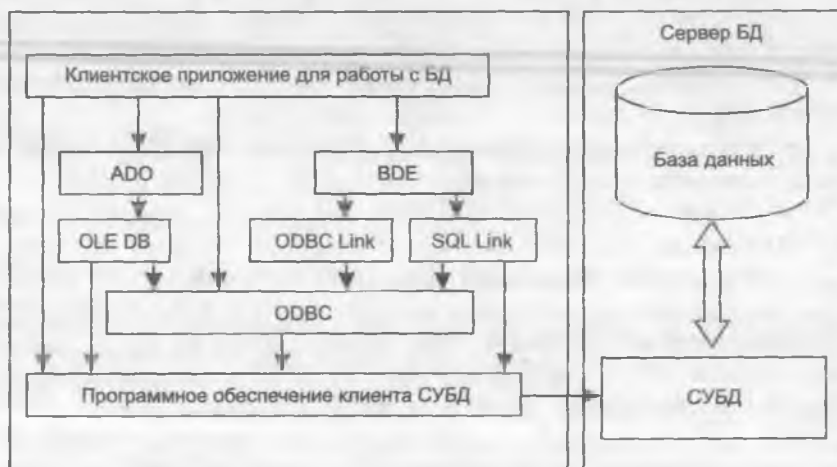 Сервер БД
Клиентское приложение для работы с БД
База данных
ADO
BDE
OLE DB
ODBC Link
SQL Link
ODBC
Программное обеспечение клиента СУБД
СУБД